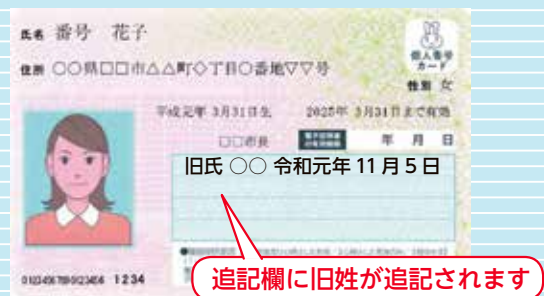 氏名 番号 花子
住所 ○○県□□市△△町◇丁目○番地▽▽号
個人番号
カード
性別 女
平成元年 3月31日生 2025年 3月31日まで有効
□□市長
年 月 日
旧氏 ○○ 令和元年 11 月 5 日
1234
追記欄に旧姓が追記されます